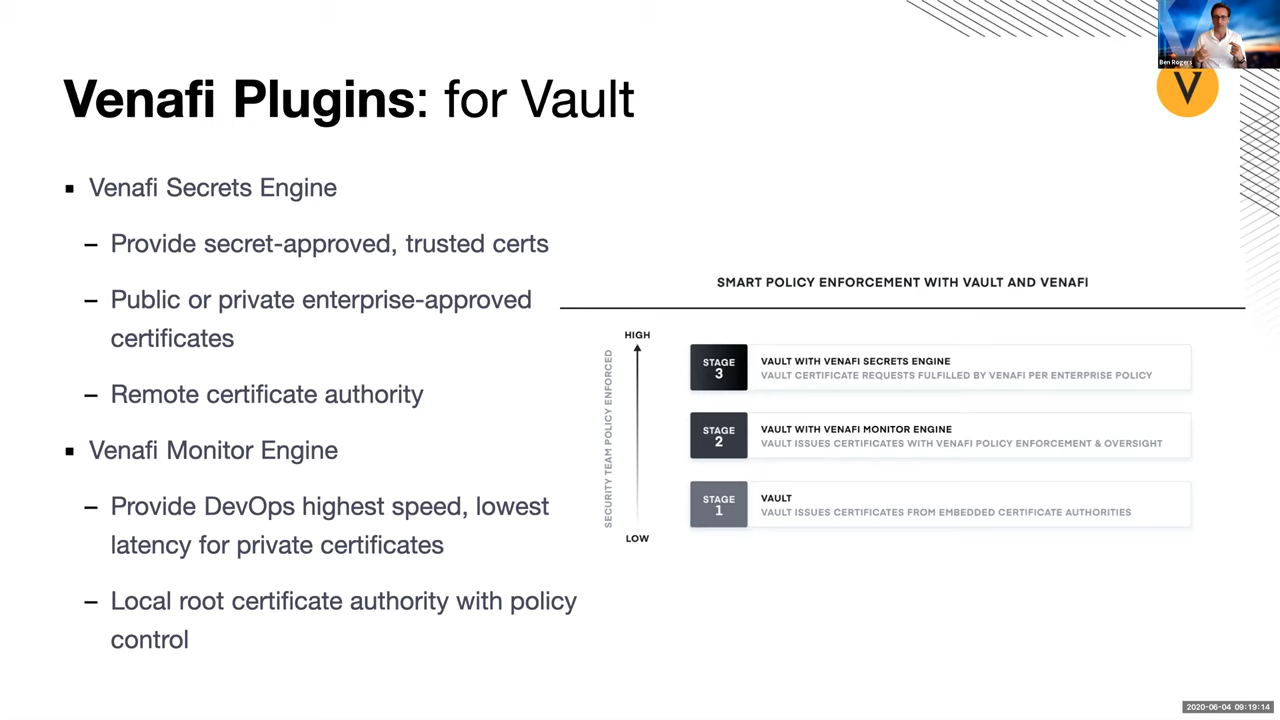 Ben Rogers
V
Venafi Plugins: for Vault
▪ Venafi Secrets Engine
– Provide secret-approved, trusted certs
– Public or private enterprise-approved
certificates
– Remote certificate authority
▪ Venafi Monitor Engine
– Provide DevOps highest speed, lowest
latency for private certificates
– Local root certificate authority with policy
control
SMART POLICY ENFORCEMENT WITH VAULT AND VENAFI
HIGH
SECURITY TEAM POLICY ENFORCED
LOW
STAGE
3
VAULT WITH VENAFI SECRETS ENGINE
VAULT CERTIFICATE REQUESTS FULFILLED BY VENAFI PER ENTERPRISE POLICY
STAGE
2
VAULT WITH VENAFI MONITOR ENGINE
VAULT ISSUES CERTIFICATES WITH VENAFI POLICY ENFORCEMENT & OVERSIGHT
STAGE
1
VAULT
VAULT ISSUES CERTIFICATES FROM EMBEDDED CERTIFICATE AUTHORITIES
2020-06-04 09:19:14